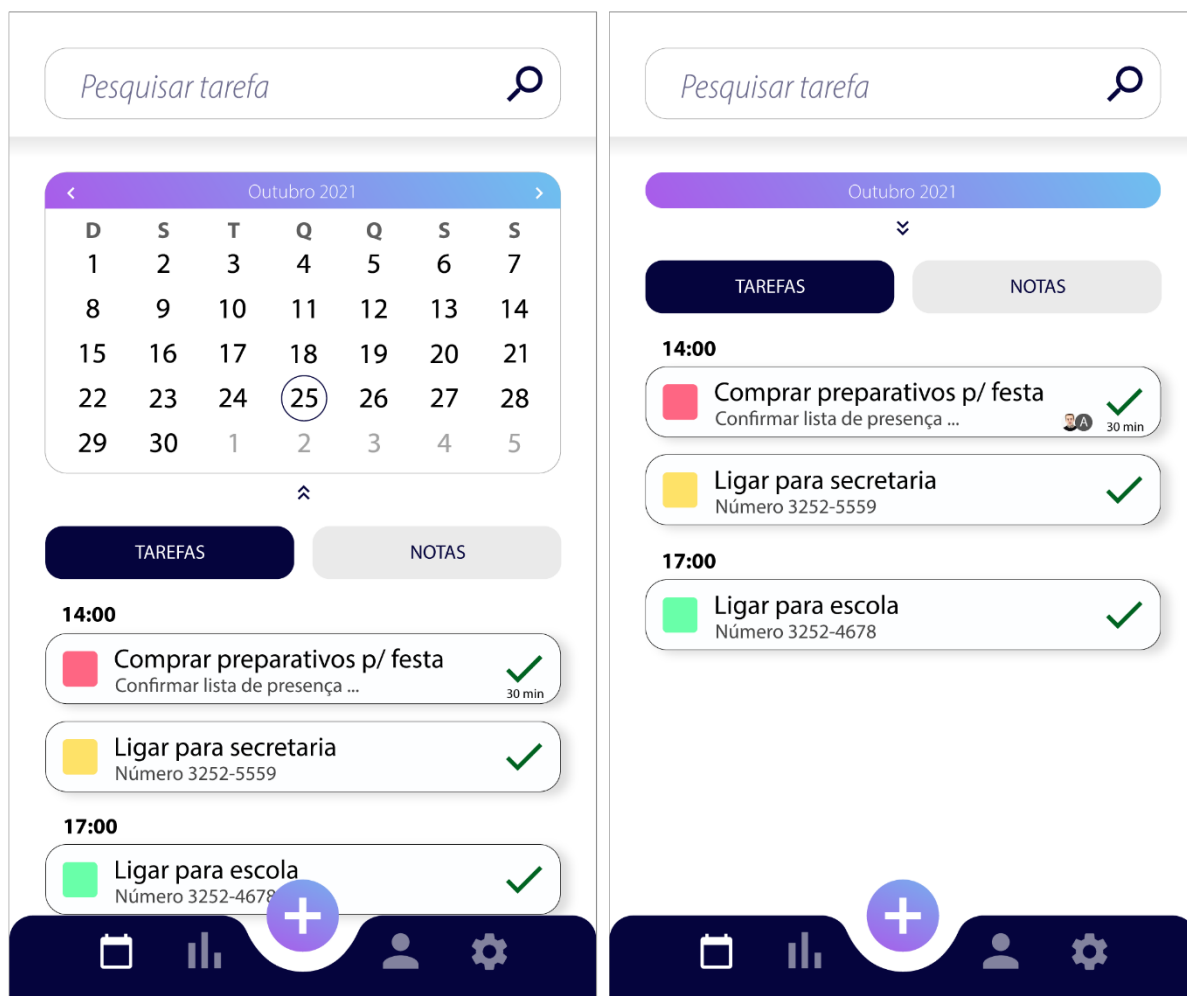 Pesquisar tarefa
Outubro 2021
D S T Q Q S S
1 2 3 4 5 6 7
8 9 10 11 12 13 14
15 16 17 18 19 20 21
22 23 24 25 26 27 28
29 30 1 2 3 4 5
TAREFAS NOTAS
14:00
Comprar preparativos p/ festa
Confirmar lista de presença ...
30 min
Ligar para secretaria
Número 3252-5559
17:00
Ligar para escola
Número 3252-4678
Pesquisar tarefa
Outubro 2021
TAREFAS NOTAS
14:00
Comprar preparativos p/ festa
Confirmar lista de presença ...
A
30 min
Ligar para secretaria
Número 3252-5559
17:00
Ligar para escola
Número 3252-4678